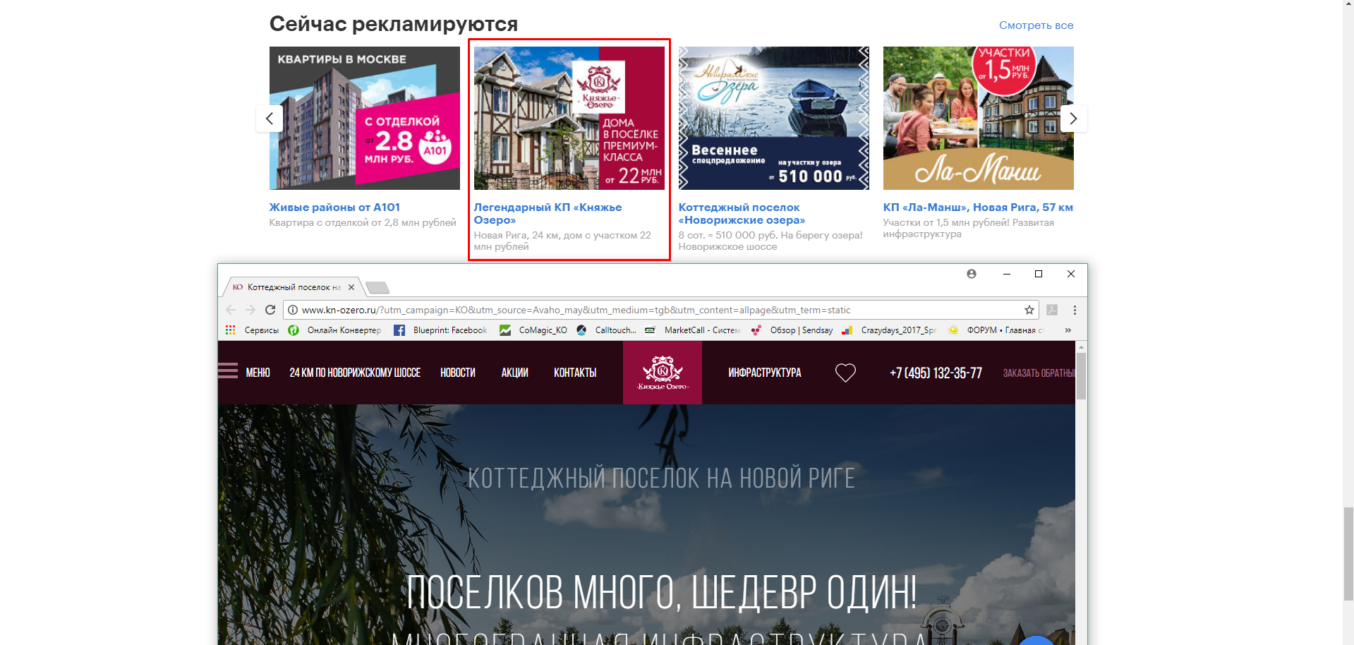 Сейчас рекламируются
Смотреть все
КВАРТИРЫ В МОСКВЕ
С ОТДЕЛКОЙ
от 2.8
МЛН РУБ.
А101
Живые районы от А101
Квартира с отделкой от 2,8 млн рублей
Княжье
Озеро
ДОМА
В ПОСЁЛКЕ
ПРЕМИУМ-
КЛАССА
от 22 МЛН РУБ.
Легендарный КП «Княжье
Озеро»
Новая Рига, 24 км, дом с участком 22
млн рублей
Новорижские
Озера
Весеннее
спецпредложение
на участки у озера
от 510 000 руб.
Коттеджный поселок
«Новорижские озера»
8 сот. = 510 000 руб. На берегу озера!
Новорижское шоссе
УЧАСТКИ
от 1,5 МЛН РУБ.
Ла-Манш
КП «Ла-Манш», Новая Рига, 57 км
Участки от 1,5 млн рублей! Развитая
инфраструктура
KO Коттеджный поселок на
www.kn-ozero.ru/?utm_campaign=KO&utm_source=Avaho_may&utm_medium=tgb&utm_content=allpage&utm_term=static
Сервисы Онлайн Конвертер Blueprint: Facebook CoMagic_KO Calltouch... MarketCall - Систем Обзор | Sendsay Crazydays_2017_Spr ФОРУМ • Главная с »
МЕНЮ 24 КМ ПО НОВОРИЖСКОМУ ШОССЕ НОВОСТИ АКЦИИ КОНТАКТЫ Княжье Озеро ИНФРАСТРУКТУРА +7 (495) 132-35-77 ЗАКАЗАТЬ ОБРАТНЫ
КОТТЕДЖНЫЙ ПОСЕЛОК НА НОВОЙ РИГЕ
ПОСЕЛКОВ МНОГО, ШЕДЕВР ОДИН!
МНОГОГРАННАЯ ИНФРАСТРУКТУРА